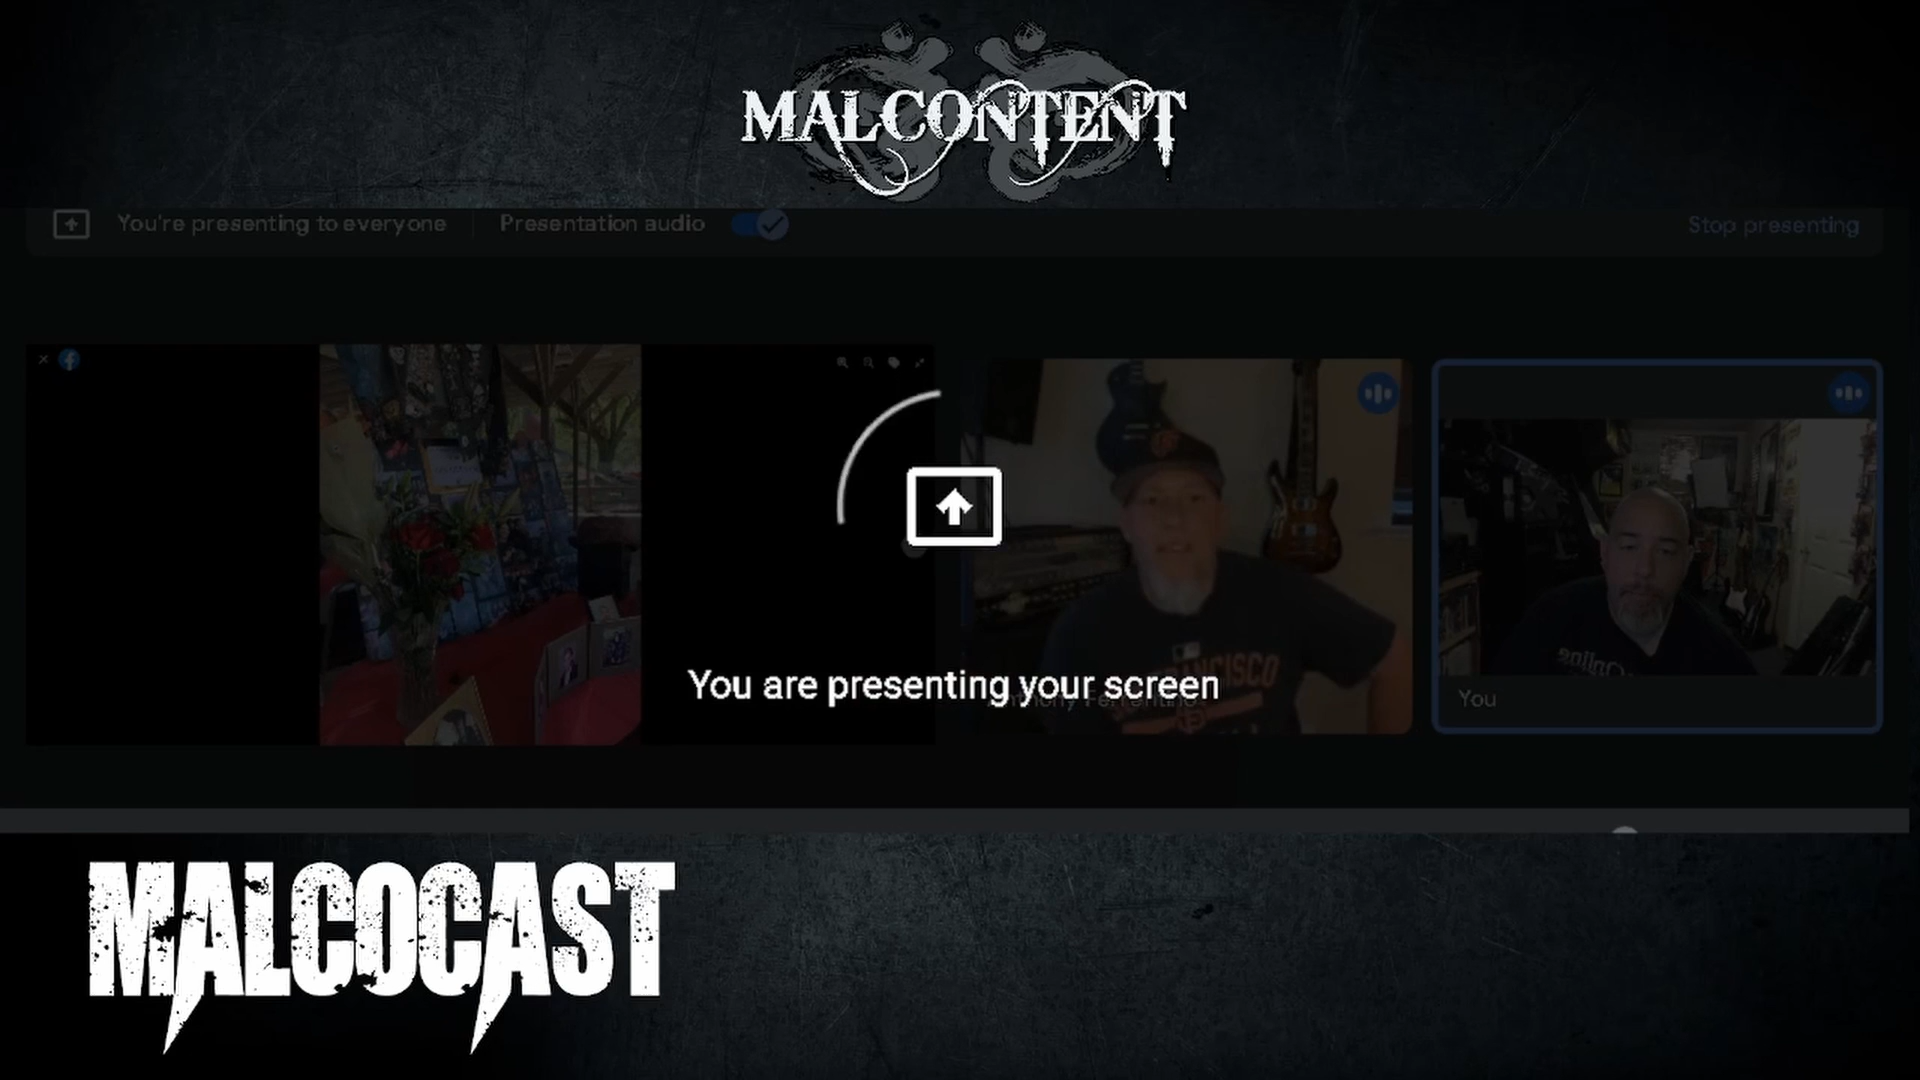 MALCONTENT
You're presenting to everyone
Presentation audio
Stop presenting
You are presenting your screen
You
MALCOCAST